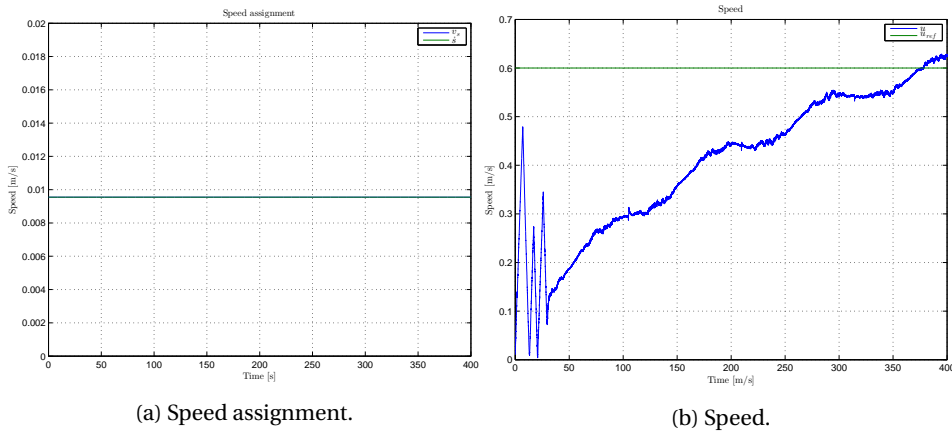 Speed assignment
0.02
0.018
0.016
0.014
0.012
0.01
0.008
0.006
0.004
0.002
0
Speed [m/s]
0 50 100 150 200 250 300 350 400
Time [s]
v_s
ṡ
(a) Speed assignment.
Speed
0.7
0.6
0.5
0.4
0.3
0.2
0.1
0
Speed [m/s]
0 50 100 150 200 250 300 350 400
Time [m/s]
u
u_ref
(b) Speed.